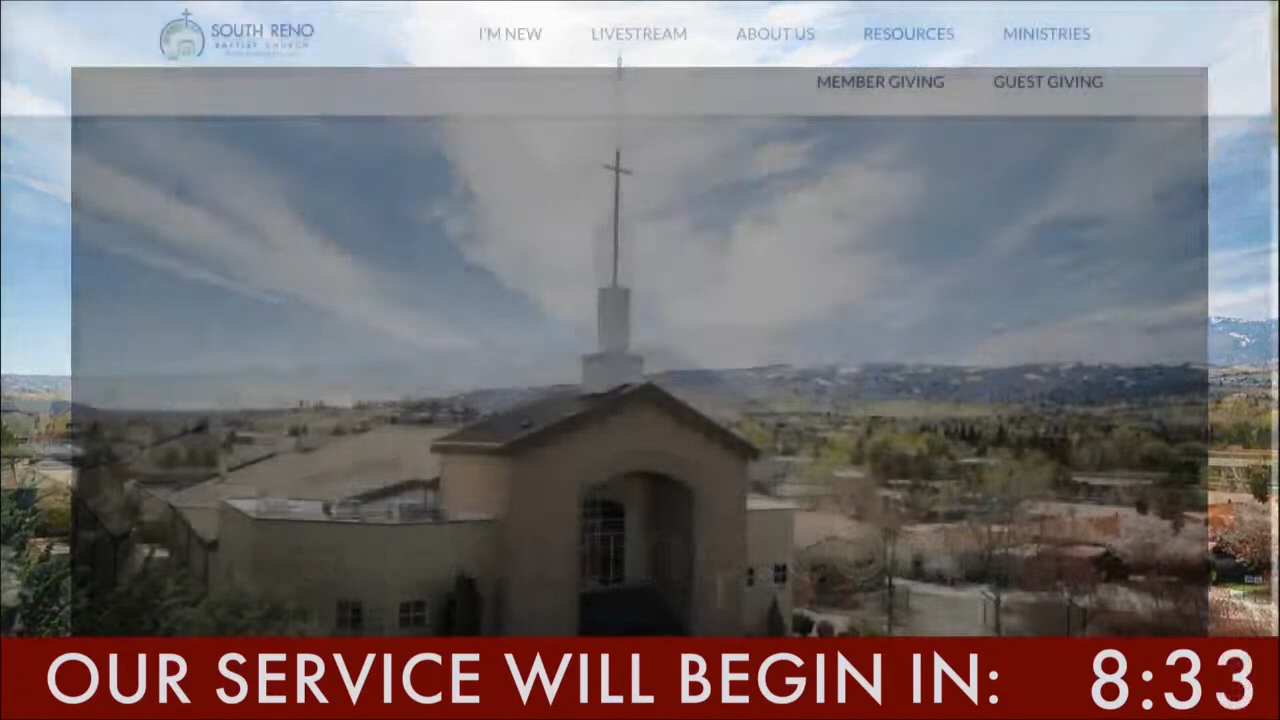 SOUTH RENO
BAPTIST CHURCH
I'M NEW LIVESTREAM ABOUT US RESOURCES MINISTRIES
MEMBER GIVING GUEST GIVING
OUR SERVICE WILL BEGIN IN: 8:33